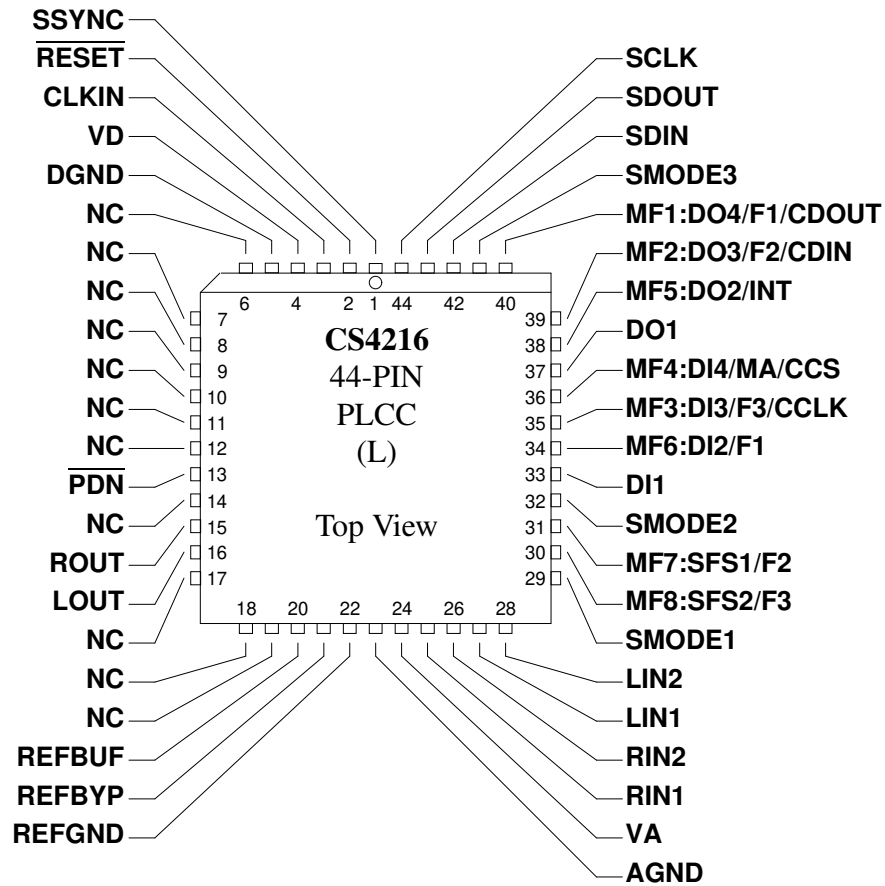 SSYNC
RESET
CLKIN
VD
DGND
NC
NC
NC
NC
NC
NC
NC
PDN
NC
ROUT
LOUT
NC
NC
REFBUF
REFBYP
REFGND
SCLK
SDOUT
SDIN
SMODE3
MF1:DO4/F1/CDOUT
MF2:DO3/F2/CDIN
MF5:DO2/INT
DO1
MF4:DI4/MA/CCS
MF3:DI3/F3/CCLK
MF6:DI2/F1
DI1
SMODE2
MF7:SFS1/F2
MF8:SFS2/F3
SMODE1
LIN2
LIN1
RIN2
RIN1
VA
AGND
6 4 2 1 44 42 40
7
8
9
10
11
12
13
14
15
16
17
CS4216
44-PIN
PLCC
(L)
Top View
39
38
37
36
35
34
33
32
31
30
29
18 20 22 24 26 28